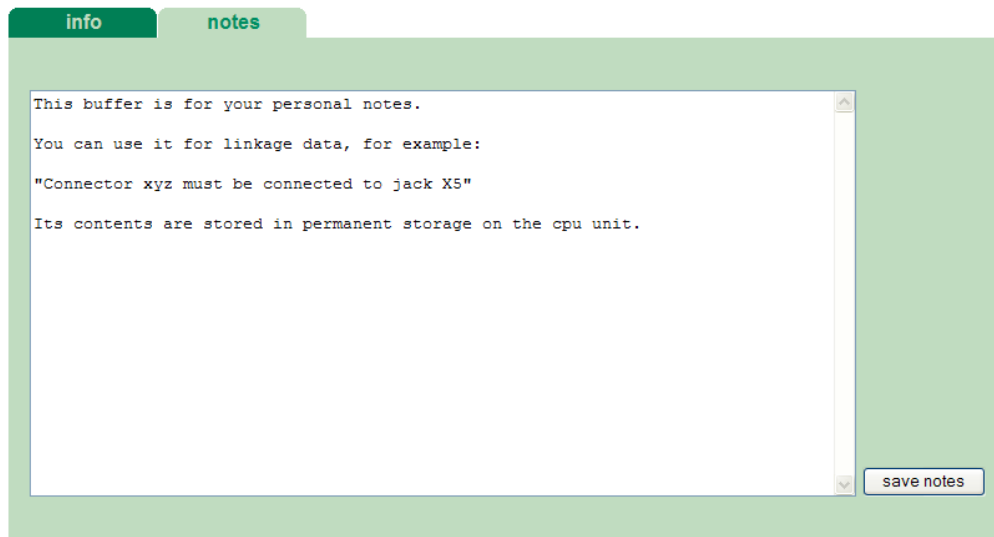 info
notes
This buffer is for your personal notes.
You can use it for linkage data, for example:
"Connector xyz must be connected to jack X5"
Its contents are stored in permanent storage on the cpu unit.
save notes